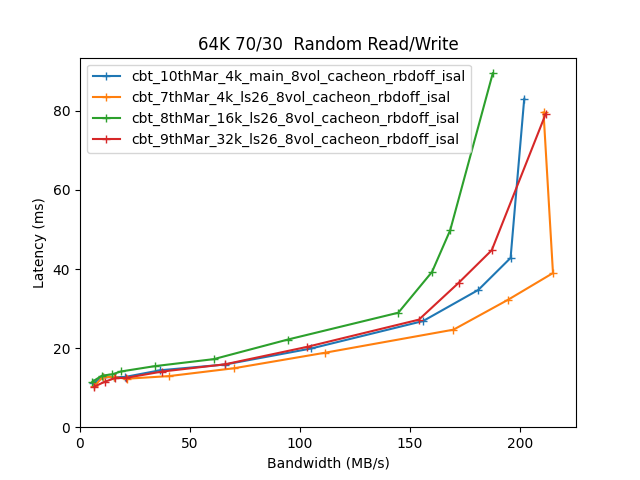 64K 70/30  Random Read/Write
cbt_10thMar_4k_main_8vol_cacheon_rbdoff_isal
cbt_7thMar_4k_ls26_8vol_cacheon_rbdoff_isal
cbt_8thMar_16k_ls26_8vol_cacheon_rbdoff_isal
cbt_9thMar_32k_ls26_8vol_cacheon_rbdoff_isal
80
60
40
20
0
Latency (ms)
0 50 100 150 200
Bandwidth (MB/s)